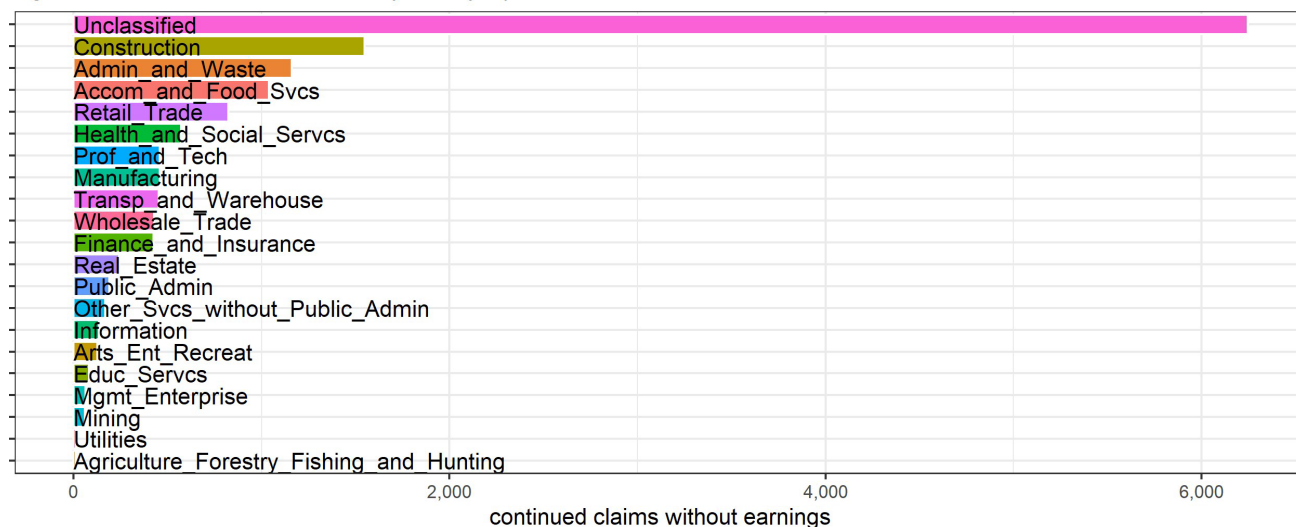 Unclassified
Construction
Admin_and_Waste
Accom_and_Food_Svcs
Retail_Trade
Health_and_Social_Servcs
Prof_and_Tech
Manufacturing
Transp_and_Warehouse
Wholesale_Trade
Finance_and_Insurance
Real_Estate
Public_Admin
Other_Svcs_without_Public_Admin
Information
Arts_Ent_Recreat
Educ_Servcs
Mgmt_Enterprise
Mining
Utilities
Agriculture_Forestry_Fishing_and_Hunting
0 2,000 4,000 6,000
continued claims without earnings